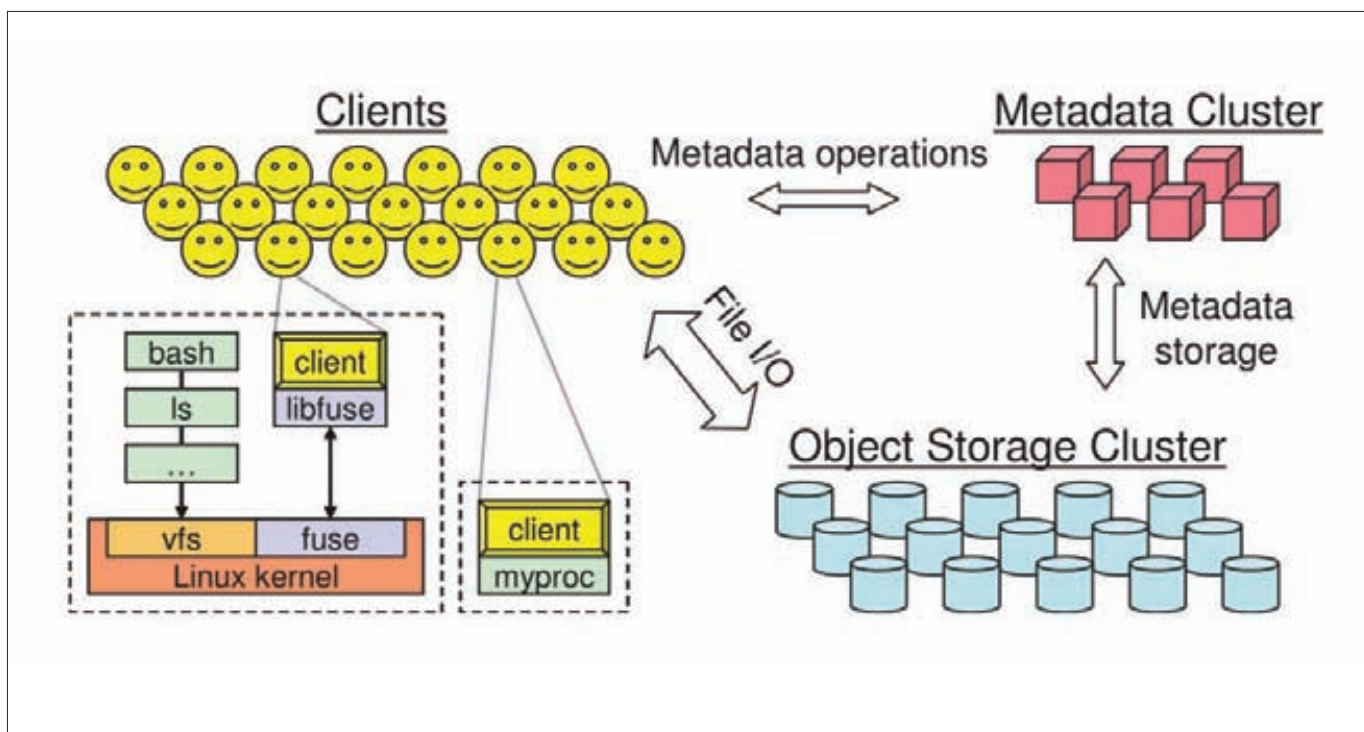 Clients
Metadata Cluster
Metadata operations
File I/O
Metadata
storage
Object Storage Cluster
bash
ls
...
client
libfuse
vfs
fuse
Linux kernel
client
myproc